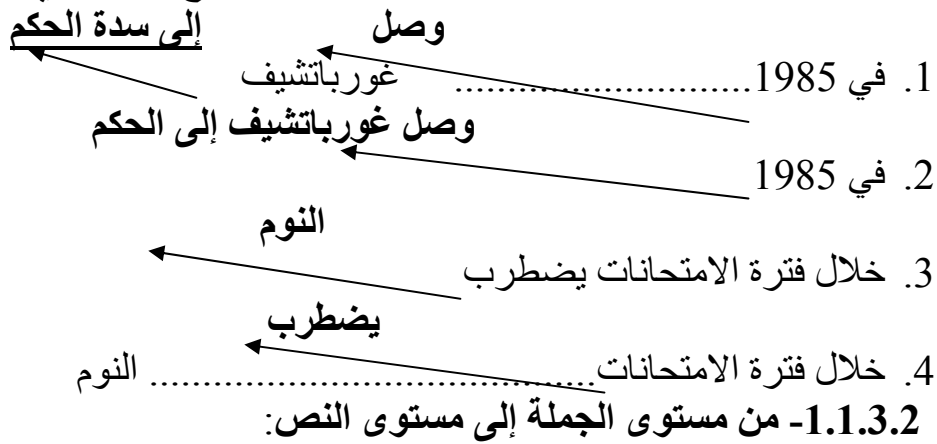 وصل إلى سدة الحكم
1. في 1985........................... غورباتشيف
وصل غورباتشيف إلى الحكم
2. في 1985
النوم
3. خلال فترة الامتحانات يضطرب
يضطرب
4. خلال فترة الامتحانات.................................... النوم
1.1.3.2- من مستوى الجملة إلى مستوى النص: